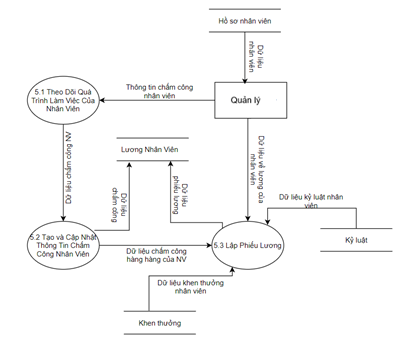 Hồ sơ nhân viên
Dữ liệu
nhân viên
5.1 Theo Dõi Quá
Trình Làm Việc Của
Nhân Viên
Thông tin chấm công
nhân viên
Quản lý
Dữ liệu chấm công NV
Lương Nhân Viên
Dữ liệu
chấm công
Dữ liệu
phiếu lương
Dữ liệu về lương của
nhân viên
Dữ liệu kỷ luật nhân
viên
5.2 Tạo và Cập Nhật
Thông Tin Chấm
Công Nhân Viên
Dữ liệu chấm công
hàng hàng của NV
5.3 Lập Phiếu Lương
Kỷ luật
Dữ liệu khen thưởng
nhân viên
Khen thưởng